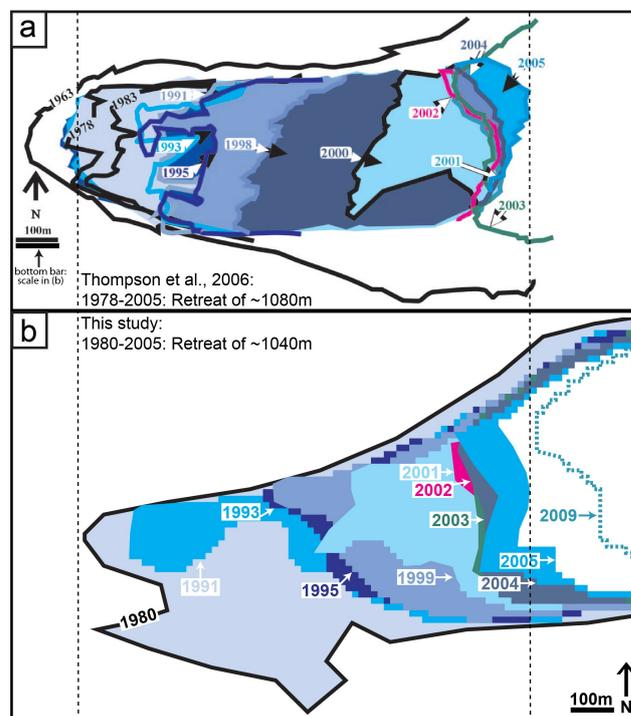 a
1963
1978
1983
1991
1993
1995
1998
2000
2002
2004
2005
2001
2003
N
100m
bottom bar:
scale in (b)
Thompson et al., 2006:
1978-2005: Retreat of ~1080m
b
This study:
1980-2005: Retreat of ~1040m
2001
2002
1993
2003
2009
2005
1991
1995
1999
2004
1980
100m
N